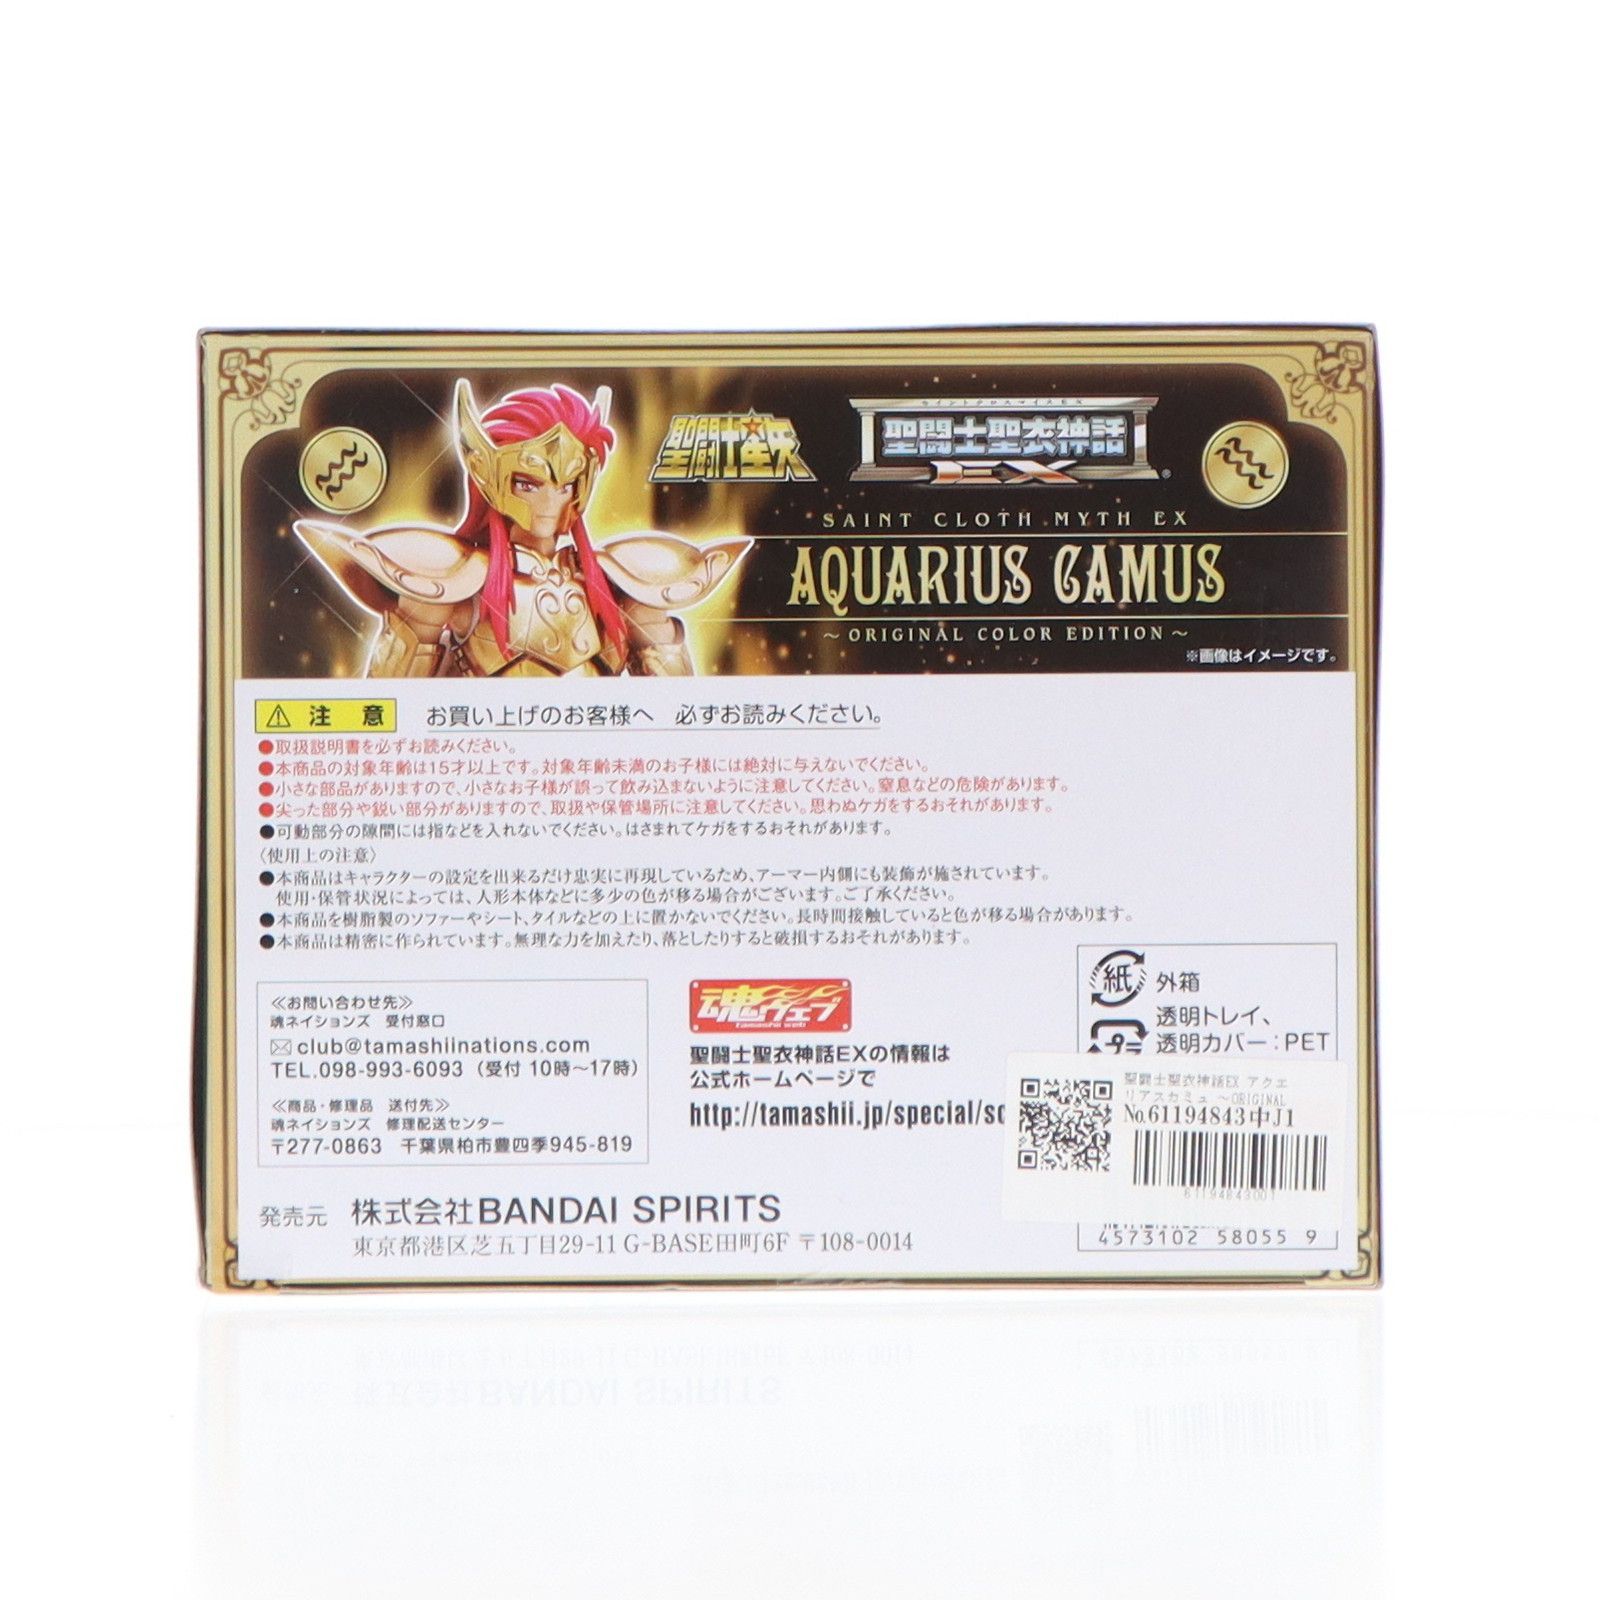 聖闘士星矢
セイントクロスマイスEX
聖闘士聖衣神話
EX
SAINT CLOTH MYTH EX
AQUARIUS CAMUS
～ORIGINAL COLOR EDITION～
※画像はイメージです。
⚠ 注 意 お買い上げのお客様へ 必ずお読みください。
●取扱説明書を必ずお読みください。
●本商品の対象年齢は15才以上です。対象年齢未満のお子様には絶対に与えないでください。
●小さな部品がありますので、小さなお子様が誤って飲み込まないように注意してください。窒息などの危険があります。
●尖った部分や鋭い部分がありますので、取扱や保管場所に注意してください。思わぬケガをするおそれがあります。
●可動部分の隙間には指などを入れないでください。はさまれてケガをするおそれがあります。
〈使用上の注意〉
●本商品はキャラクターの設定を出来るだけ忠実に再現しているため、アーマー内側にも装飾が施されています。
使用・保管状況によっては、人形本体などに多少の色が移る場合がございます。ご了承ください。
●本商品を樹脂製のソファーやシート、タイルなどの上に置かないでください。長時間接触していると色が移る場合があります。
●本商品は精密に作られています。無理な力を加えたり、落としたりすると破損するおそれがあります。
≪お問い合わせ先≫
魂ネイションズ 受付窓口
club@tamashiinations.com
TEL.098-993-6093（受付 10時～17時）
≪商品・修理品 送付先≫
魂ネイションズ 修理配送センター
〒277-0863 千葉県柏市豊四季945-819
魂ウェブ
tamashii web
聖闘士聖衣神話EXの情報は
公式ホームページで
http://tamashii.jp/special/sc
紙 外箱
透明トレイ、
プラ 透明カバー：PET
聖闘士聖衣神話EX アクエ
リアスカミュ ～ORIGINAL
No.61194843中J1
61194843001
4573102 58055 9
発売元 株式会社BANDAI SPIRITS
東京都港区芝五丁目29-11 G-BASE田町6F 〒108-0014